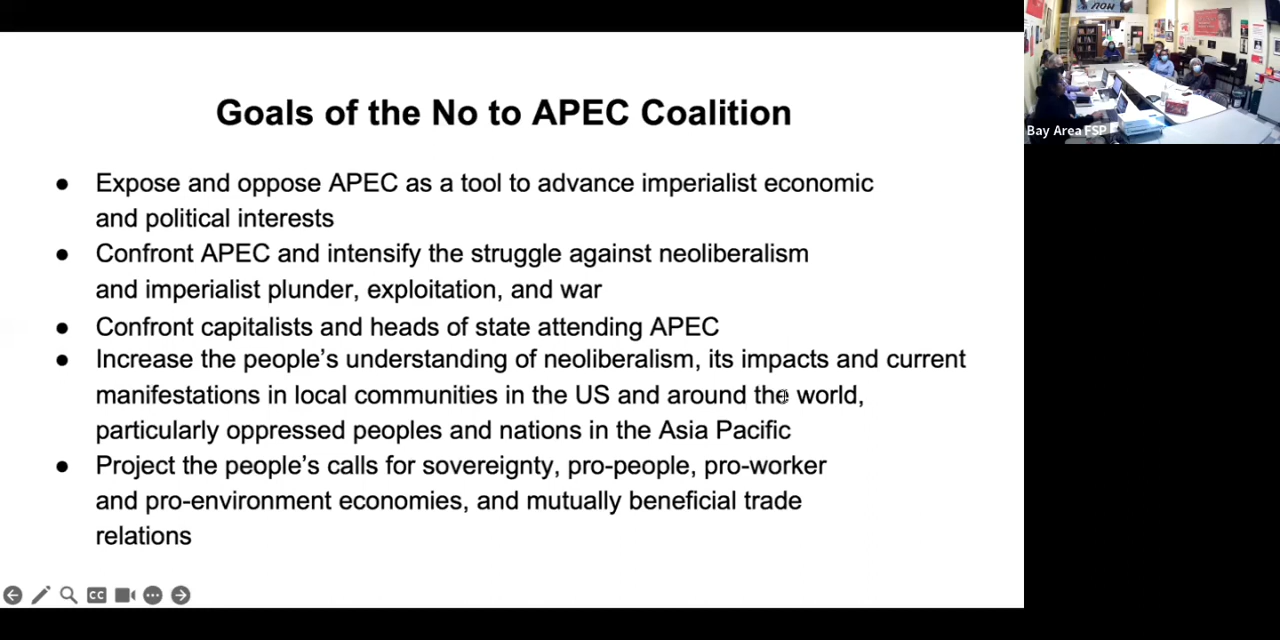 Goals of the No to APEC Coalition
● Expose and oppose APEC as a tool to advance imperialist economic
and political interests
● Confront APEC and intensify the struggle against neoliberalism
and imperialist plunder, exploitation, and war
● Confront capitalists and heads of state attending APEC
● Increase the people’s understanding of neoliberalism, its impacts and current
manifestations in local communities in the US and around the world,
particularly oppressed peoples and nations in the Asia Pacific
● Project the people’s calls for sovereignty, pro-people, pro-worker
and pro-environment economies, and mutually beneficial trade
relations
CC
Bay Area FSP